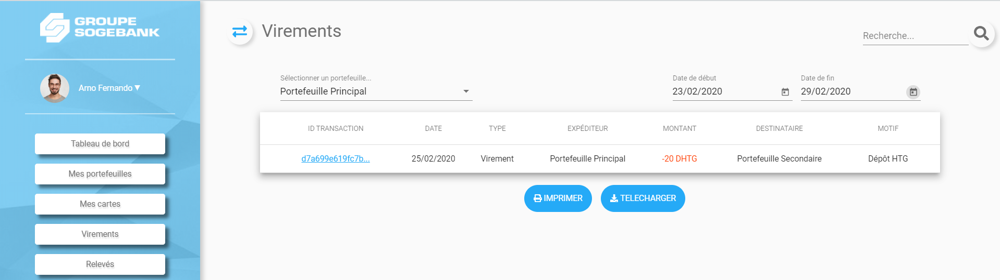 GROUPE
SOGEBANK
Arno Fernando
Tableau de bord
Mes portefeuilles
Mes cartes
Virements
Relevés
Virements
Recherche...
Sélectionner un portefeuille...
Portefeuille Principal
Date de début
23/02/2020
Date de fin
29/02/2020
ID TRANSACTION DATE TYPE EXPÉDITEUR MONTANT DESTINATAIRE MOTIF
d7a699e619fc7b... 25/02/2020 Virement Portefeuille Principal -20 DHTG Portefeuille Secondaire Dépôt HTG
IMPRIMER TELECHARGER